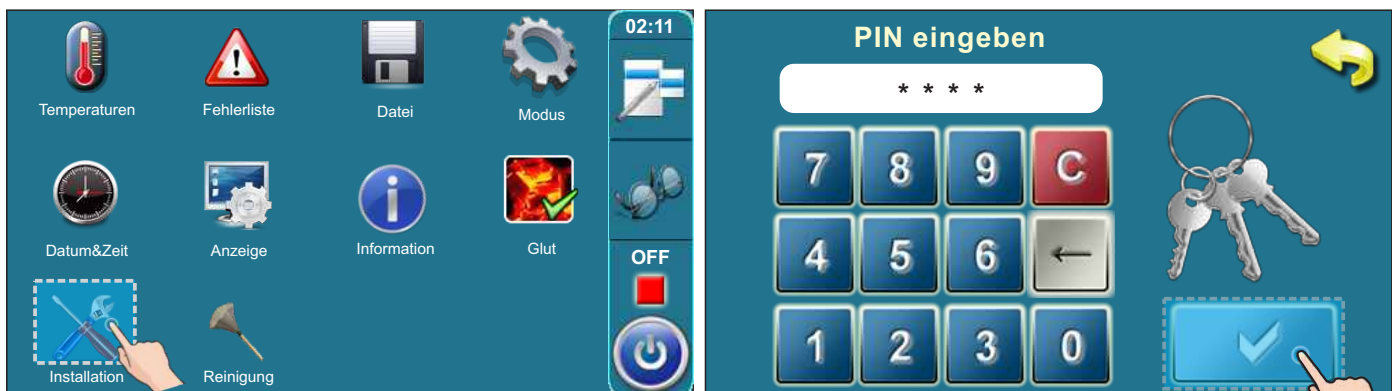 02:11
Temperaturen
Fehlerliste
Datei
Modus
Datum&Zeit
Anzeige
Information
Glut
OFF
Installation
Reinigung
PIN eingeben
* * * *
7 8 9 C
4 5 6 ←
1 2 3 0